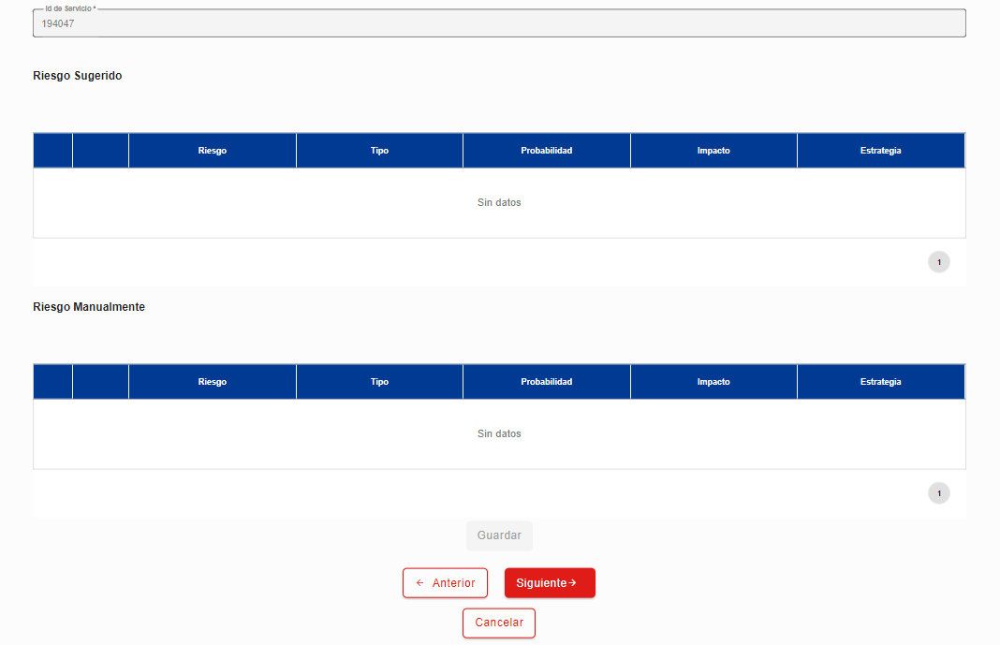 Id de Servicio *
194047
Riesgo Sugerido
Riesgo Tipo Probabilidad Impacto Estrategia
Sin datos
1
Riesgo Manualmente
Riesgo Tipo Probabilidad Impacto Estrategia
Sin datos
1
Guardar
← Anterior Siguiente →
Cancelar